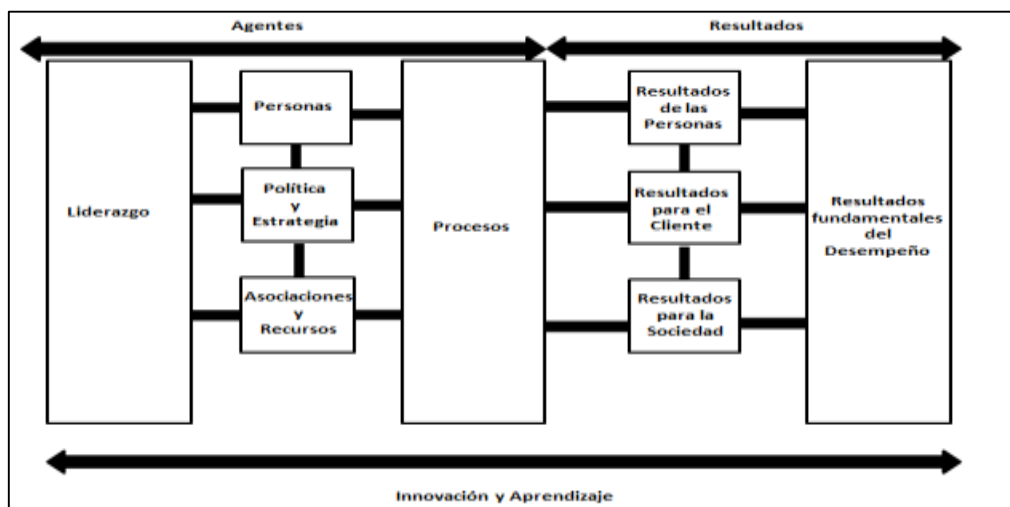 Agentes
Resultados
Liderazgo
Personas
Política
y
Estrategia
Asociaciones
y
Recursos
Procesos
Resultados
de las
Personas
Resultados
para el
Cliente
Resultados
para la
Sociedad
Resultados
fundamentales
del
Desempeño
Innovación y Aprendizaje